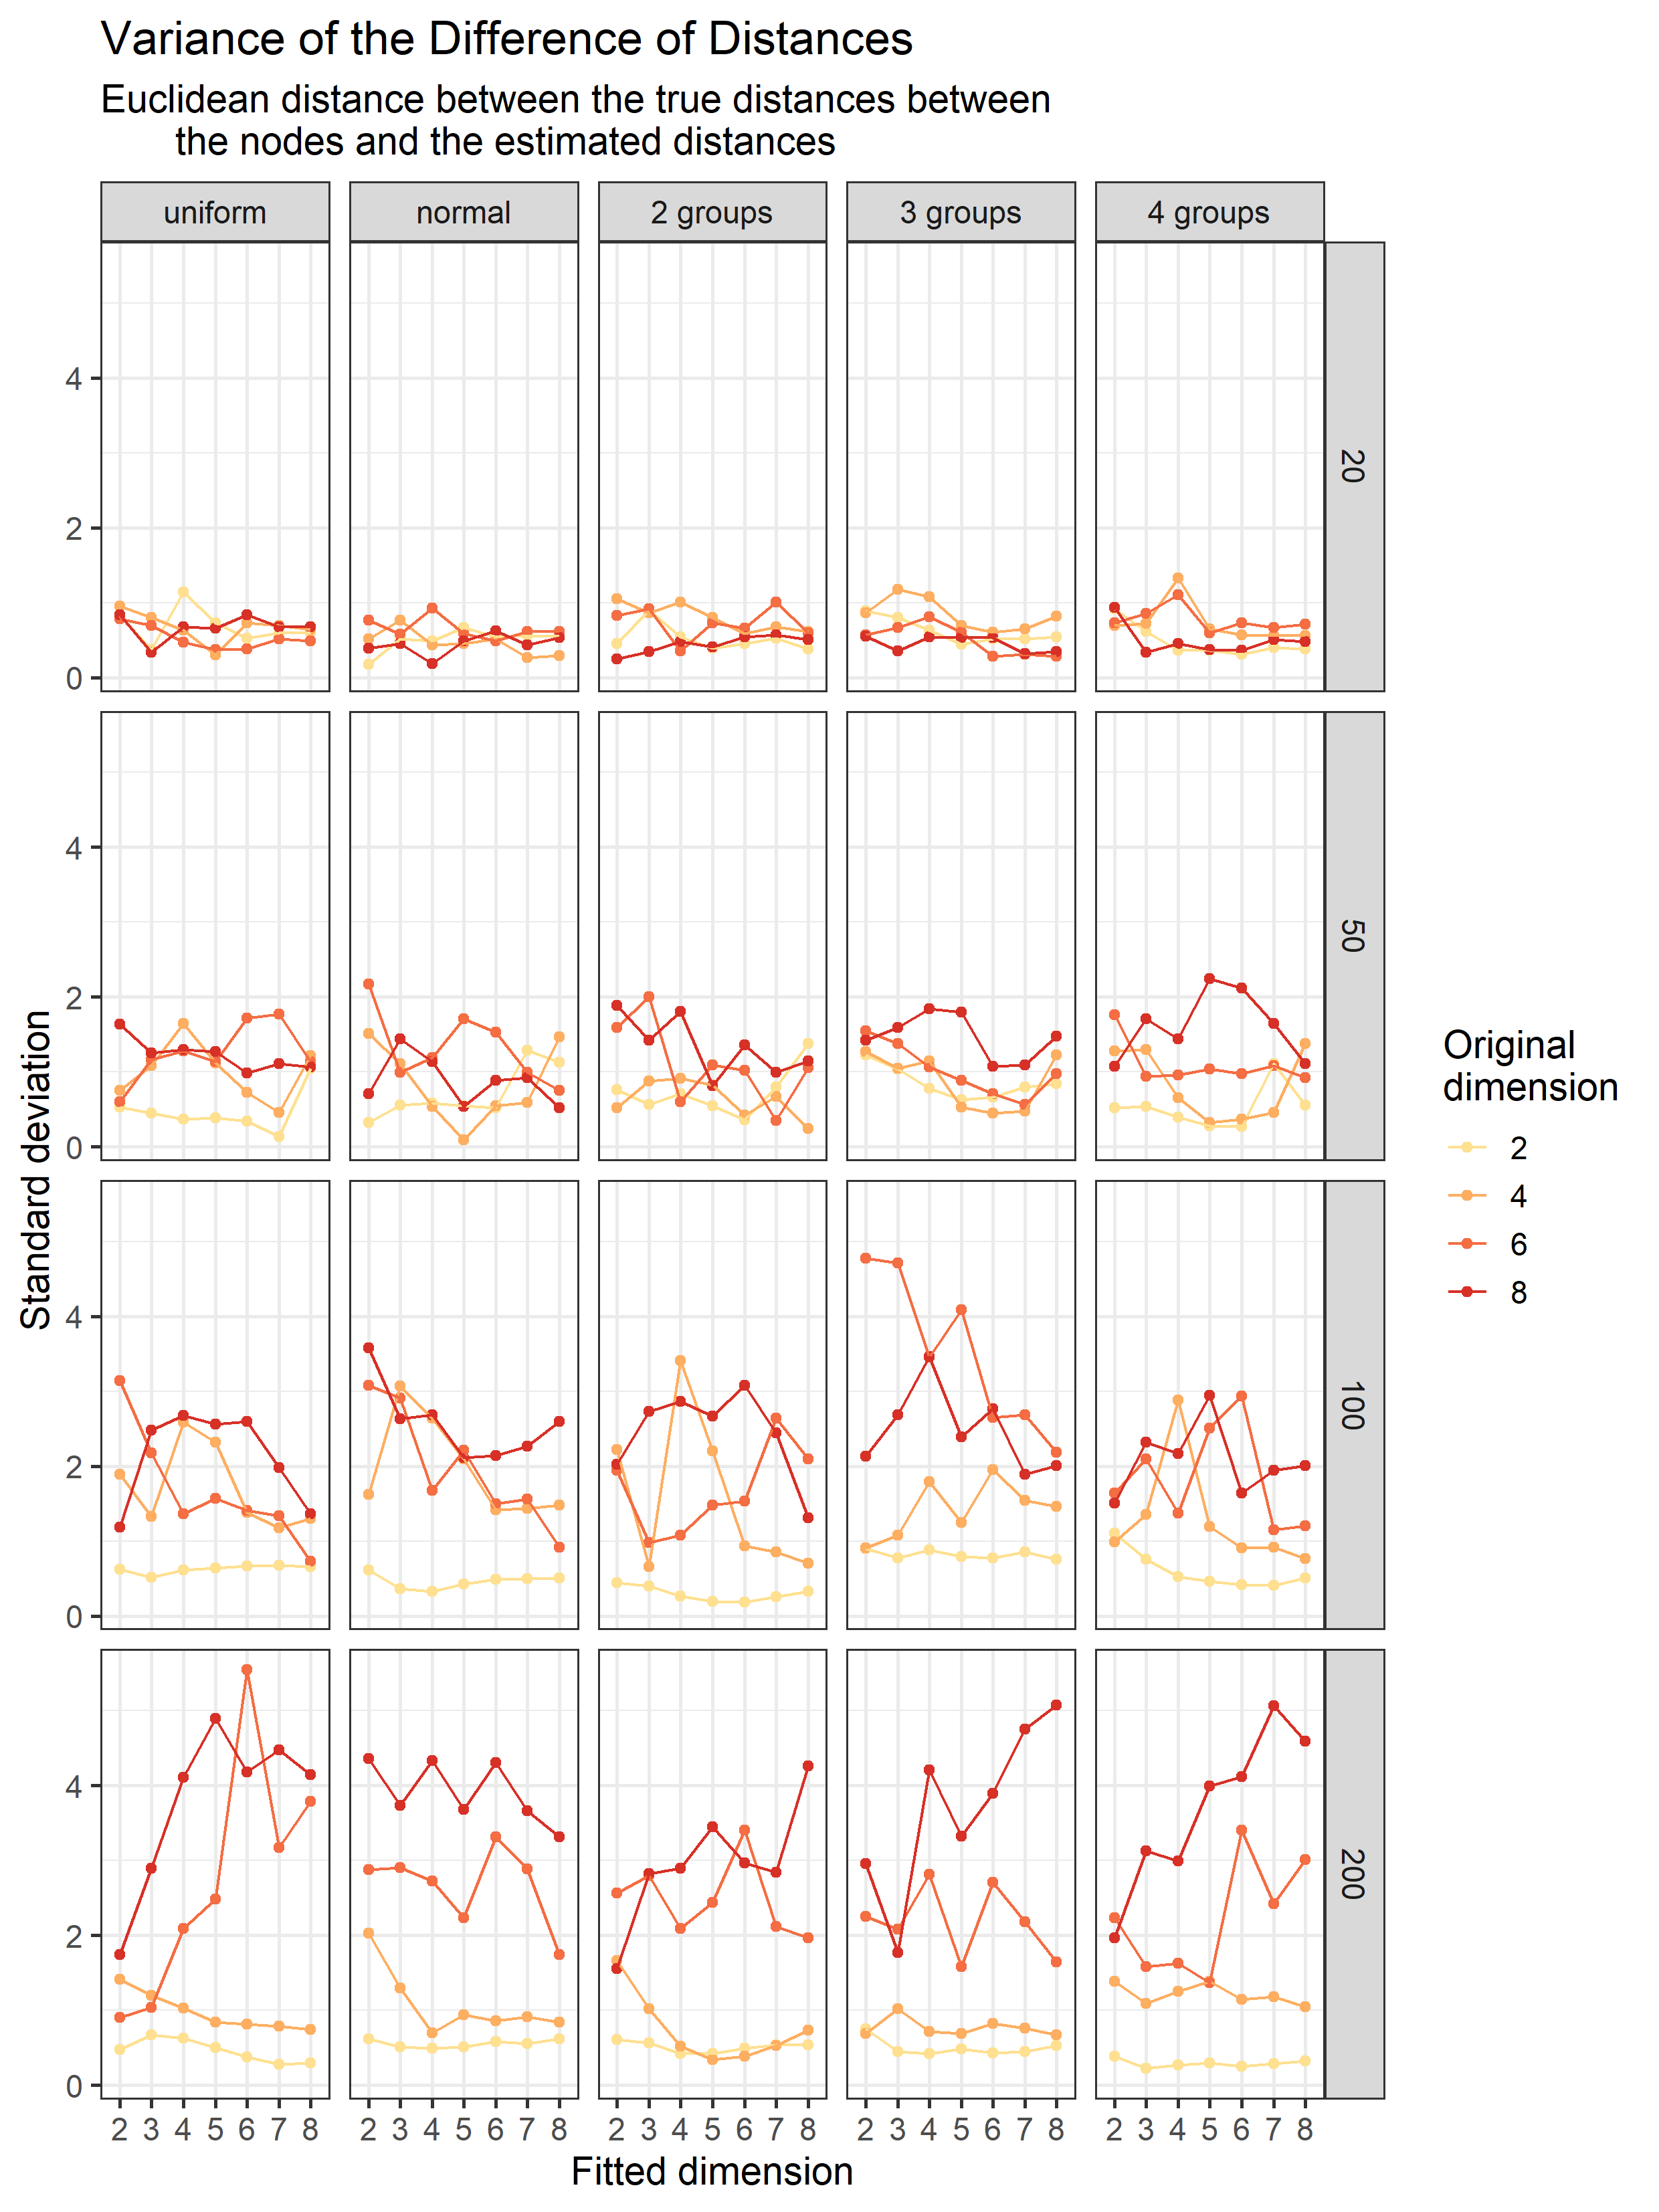 Variance of the Difference of Distances
Euclidean distance between the true distances between
the nodes and the estimated distances
uniform
normal
2 groups
3 groups
4 groups
4
2
0
20
4
2
0
50
4
2
0
100
4
2
0
200
2 3 4 5 6 7 8
2 3 4 5 6 7 8
2 3 4 5 6 7 8
2 3 4 5 6 7 8
2 3 4 5 6 7 8
Fitted dimension
Standard deviation
Original
dimension
2
4
6
8